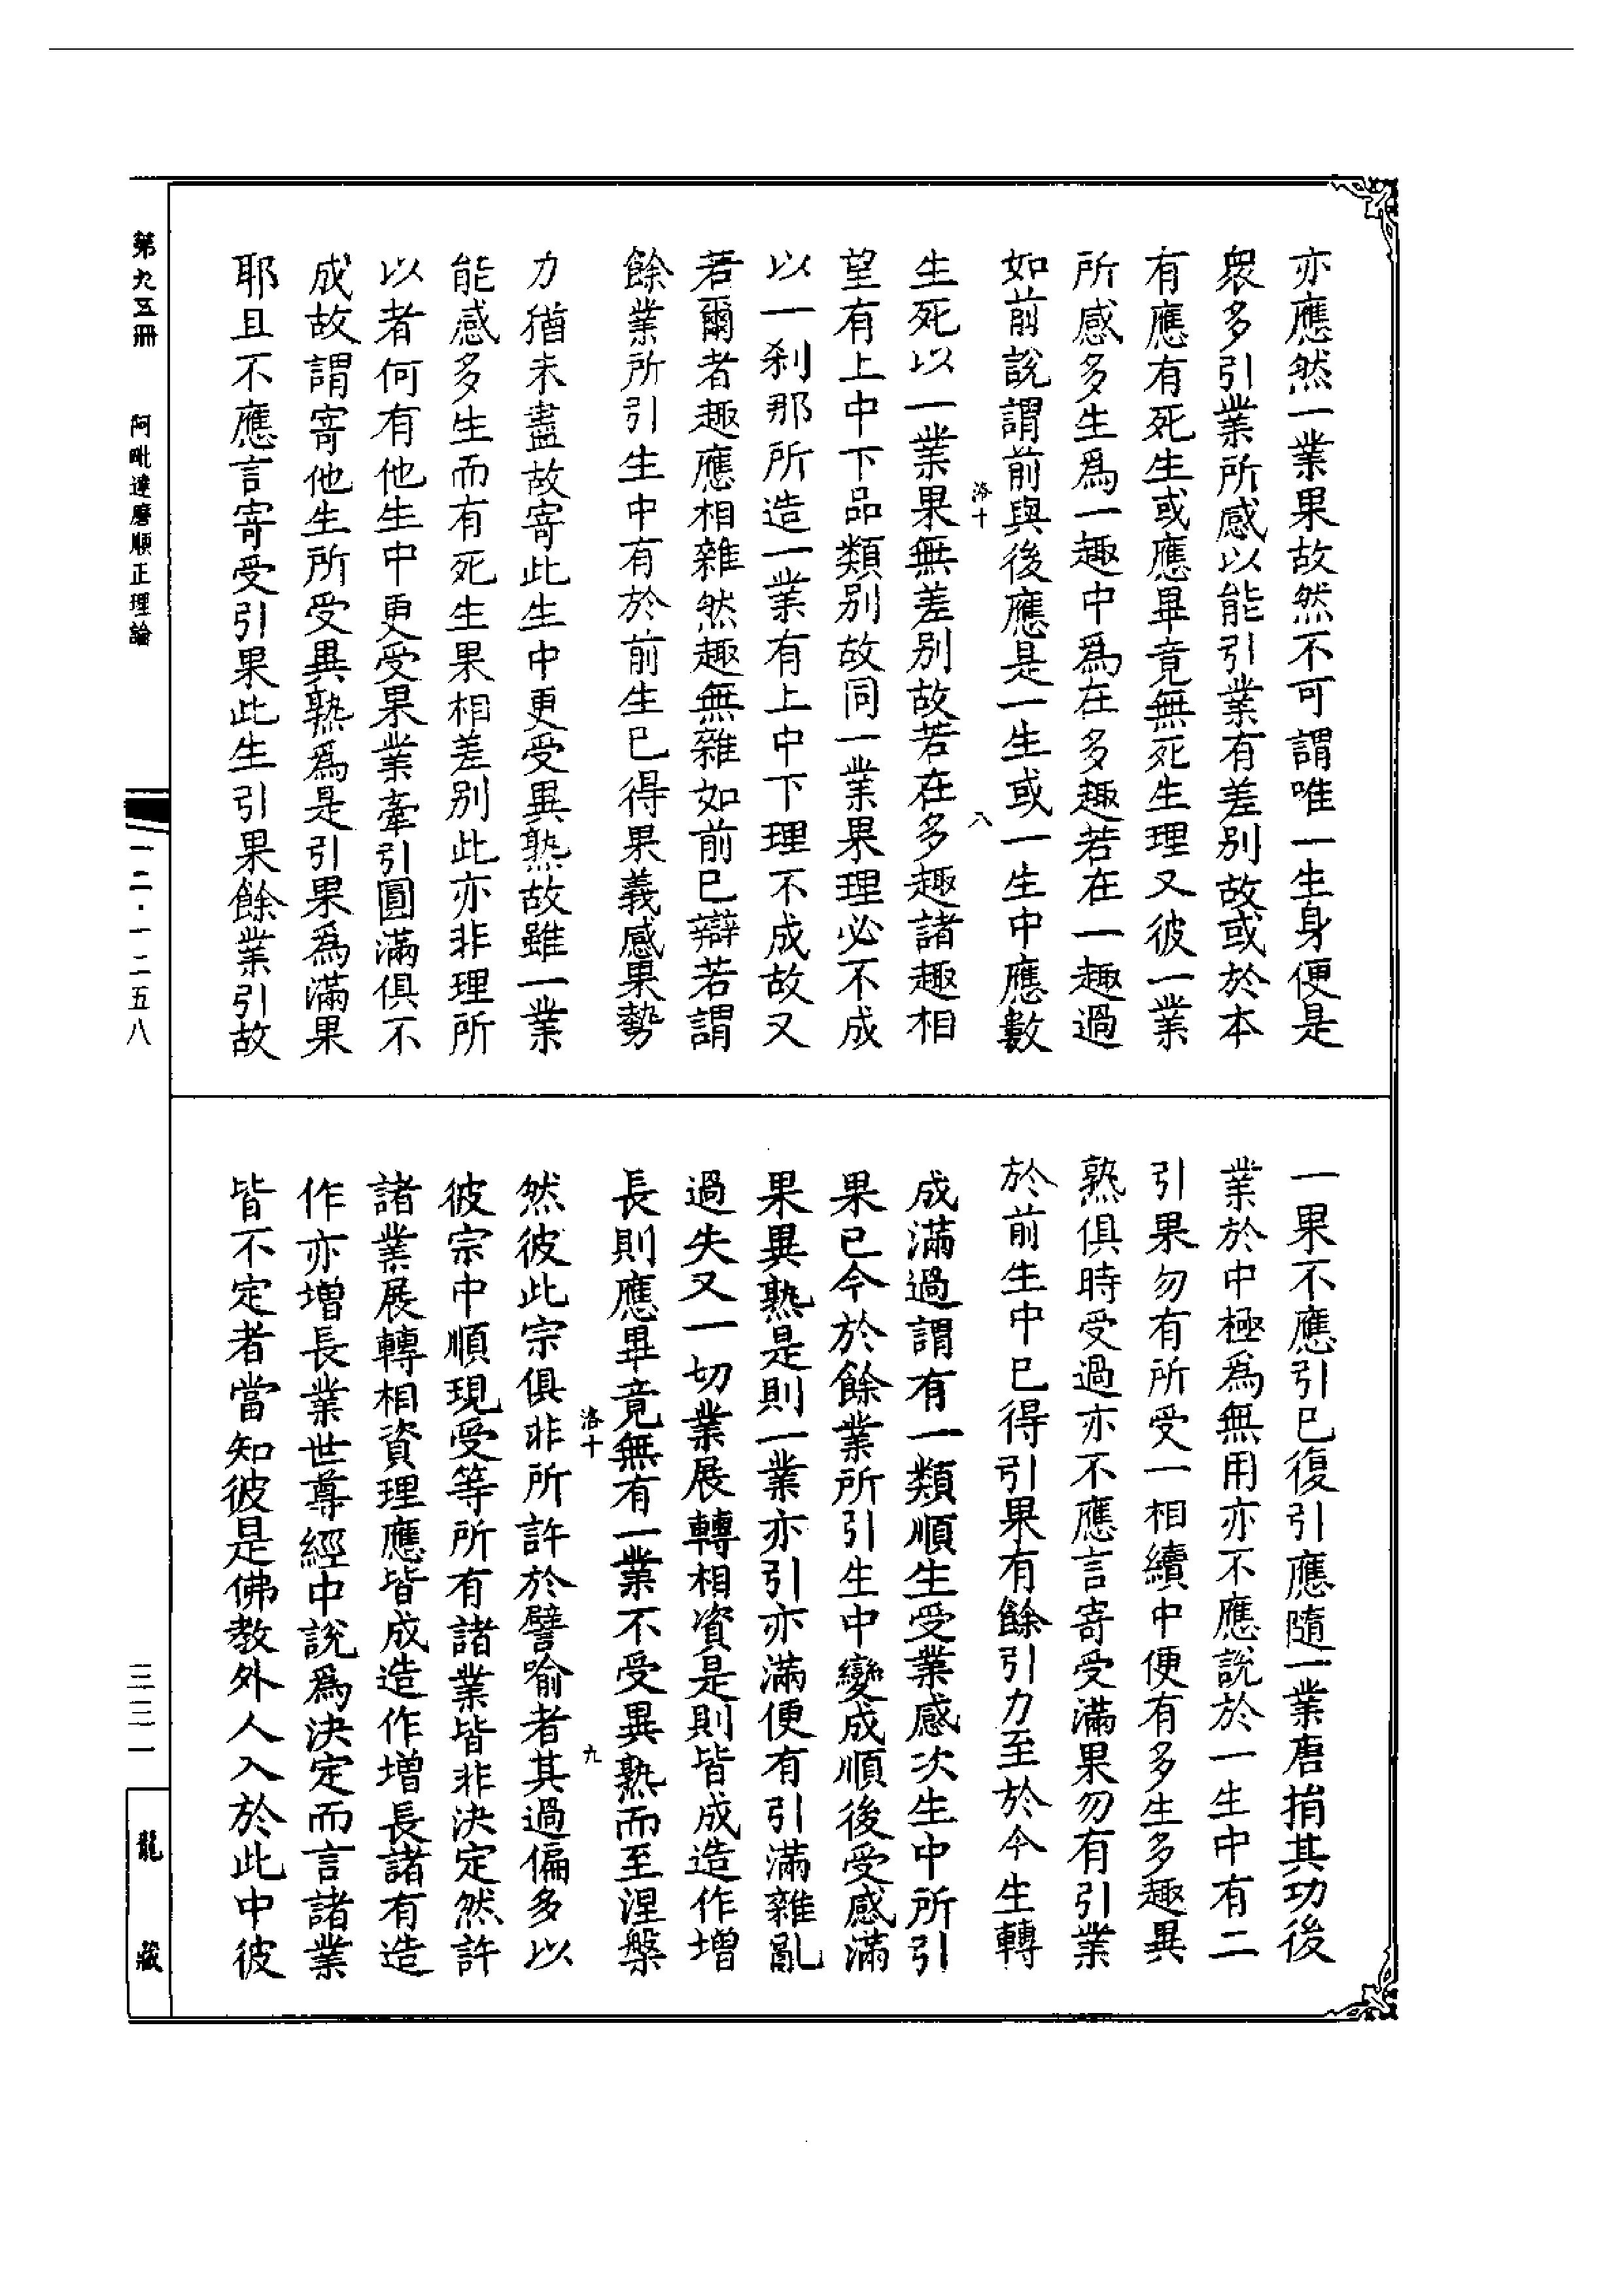 亦應然一業果故然不可謂唯一生身便是
衆多引業所感以能引業有差別故或於本
有應有死生或應畢竟無死生理又彼一業
所感多生爲一趣中爲在多趣若在一趣過
如前說謂前與後應是一生或一生中應數
洛十
八
生死以一業果無差別故若在多趣諸趣相
望有上中下品類別故同一業果理必不成
以一刹那所造一業有上中下理不成故又
若爾者趣應相雜然趣無雜如前已辯若謂
餘業所引生中有於前生已得果義感果勢
力猶未盡故寄此生中更受異熟故雖一業
能感多生而有死生果相差別此亦非理所
以者何有他生中更受果業牽引圓滿俱不
成故謂寄他生所受異熟爲是引果爲滿果
耶且不應言寄受引果此生引果餘業引故
一果不應引已復引應隨一業唐捐其功後
業於中極爲無用亦不應說於一生中有二
引果勿有所受一相續中便有多生多趣異
熟俱時受過亦不應言寄受滿果勿有引業
於前生中已得引果有餘引力至於今生轉
成滿過謂有一類順生受業感次生中所引
果已今於餘業所引生中變成順後受感滿
果異熟是則一業亦引亦滿便有引滿雜亂
過失又一切業展轉相資是則皆成造作增
長則應畢竟無有一業不受異熟而至涅槃
洛十
九
然彼此宗俱非所許於譬喻者其過偏多以
彼宗中順現受等所有諸業皆非決定然許
諸業展轉相資理應皆成造作增長諸有造
作亦增長業世尊經中說爲決定而言諸業
皆不定者當知彼是佛教外人入於此中彼
第九五冊
阿毗達磨順正理論
一二·一二五八
三三一
龍藏